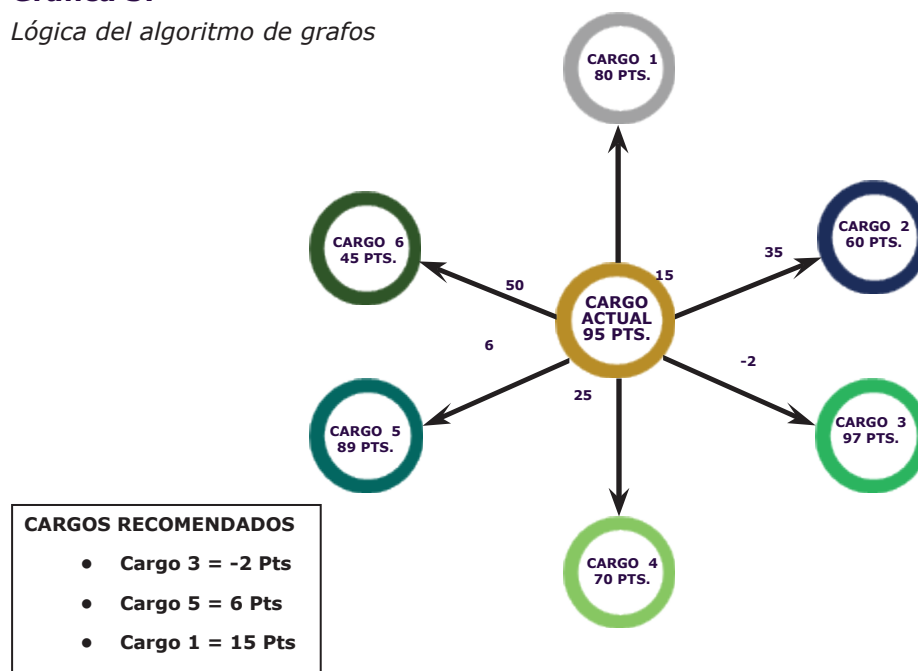 Lógica del algoritmo de grafos
CARGO 1
80 PTS.
CARGO 6
45 PTS.
CARGO 2
60 PTS.
35
15
50
CARGO
ACTUAL
95 PTS.
6
-2
25
CARGO 5
89 PTS.
CARGO 3
97 PTS.
CARGO 4
70 PTS.
CARGOS RECOMENDADOS
● Cargo 3 = -2 Pts
● Cargo 5 = 6 Pts
● Cargo 1 = 15 Pts